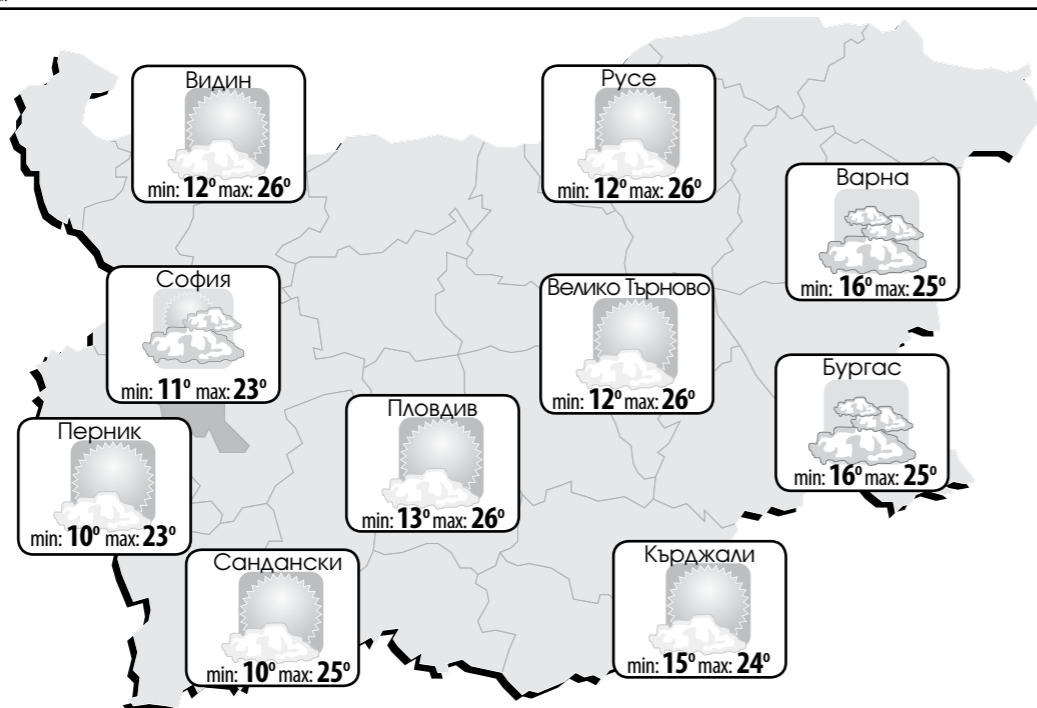 Видин
min: 12° max: 26°
Русе
min: 12° max: 26°
Варна
min: 16° max: 25°
София
min: 11° max: 23°
Велико Търново
min: 12° max: 26°
Бургас
min: 16° max: 25°
Пловдив
min: 13° max: 26°
Перник
min: 10° max: 23°
Сандански
min: 10° max: 25°
Кърджали
min: 15° max: 24°